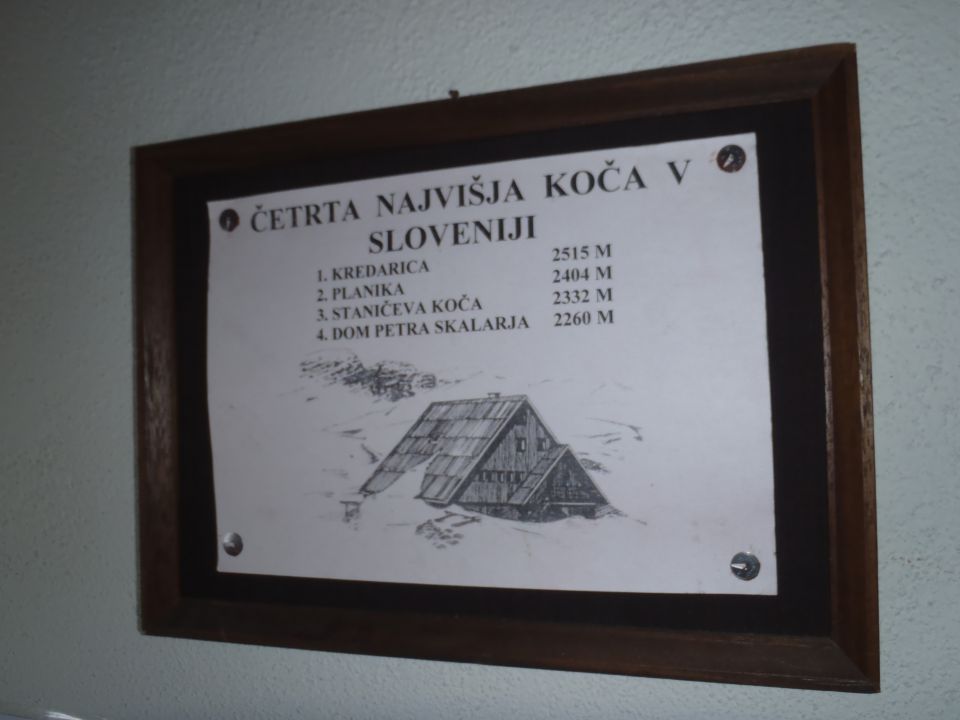 ČETRTA NAJVIŠJA KOČA V
SLOVENIJI
1. KREDARICA 2515 M
2. PLANIKA 2404 M
3. STANIČEVA KOČA 2332 M
4. DOM PETRA SKALARJA 2260 M